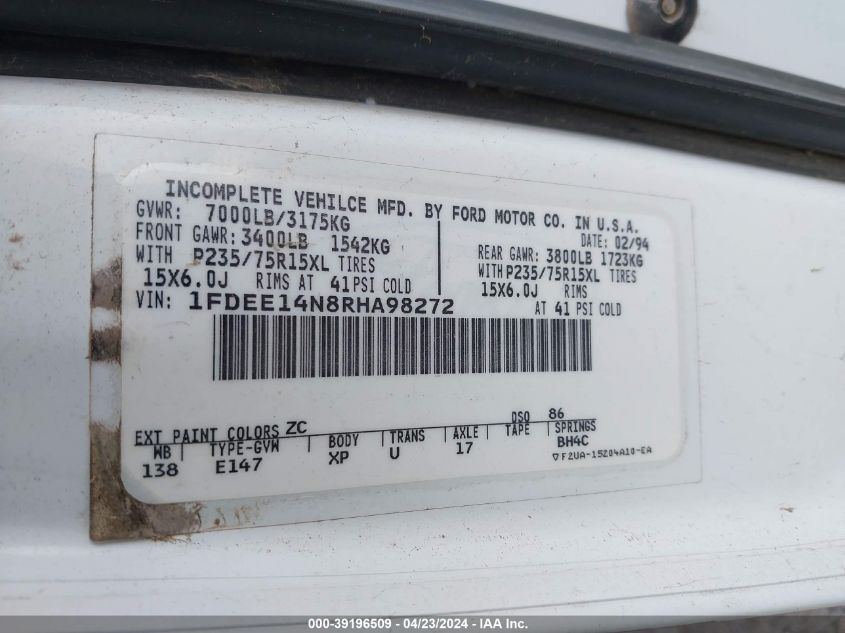 INCOMPLETE VEHILCE MFD. BY FORD MOTOR CO. IN U.S.A.
GVWR: 7000LB/3175KG
DATE: 02/94
FRONT GAWR: 3400LB 1542KG
REAR GAWR: 3800LB 1723KG
WITH P235/75R15XL TIRES
WITH P235/75R15XL TIRES
15X6.0J RIMS AT 41 PSI COLD
15X6.0J RIMS
AT 41 PSI COLD
VIN: 1FDEE14N8RHA98272
EXT PAINT COLORS ZC
DSO 86
WB TYPE-GVW BODY TRANS AXLE TAPE SPRINGS
138 E147 XP U 17 BH4C
▽F2UA-15Z04A10-EA
000-39196509 - 04/23/2024 - IAA Inc.